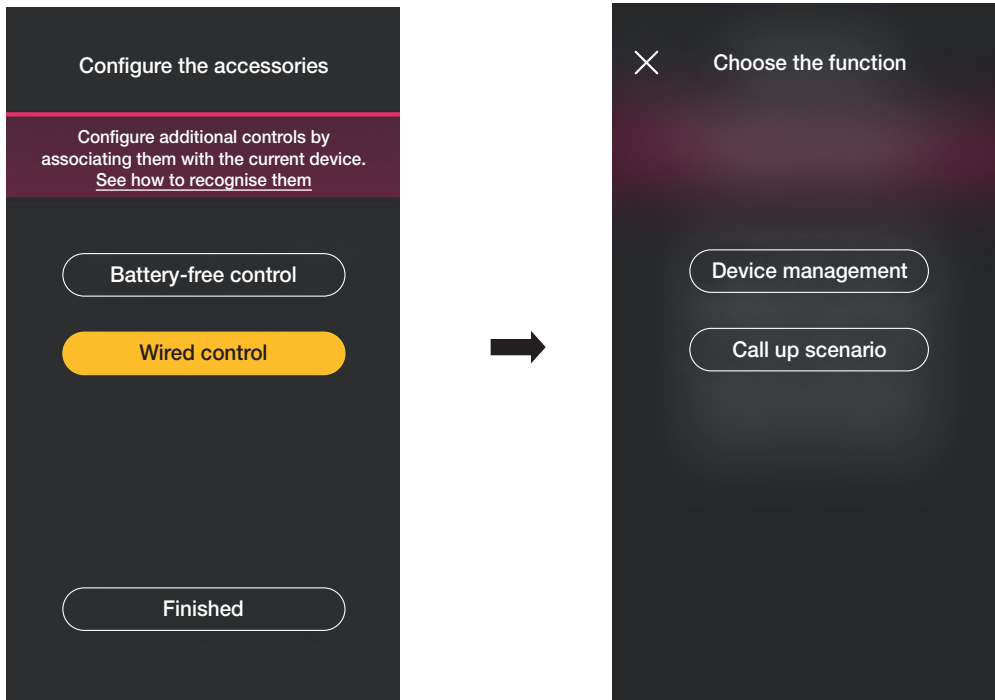 Configure the accessories
Configure additional controls by
associating them with the current device.
See how to recognise them
Battery-free control
Wired control
Finished
Choose the function
Device management
Call up scenario